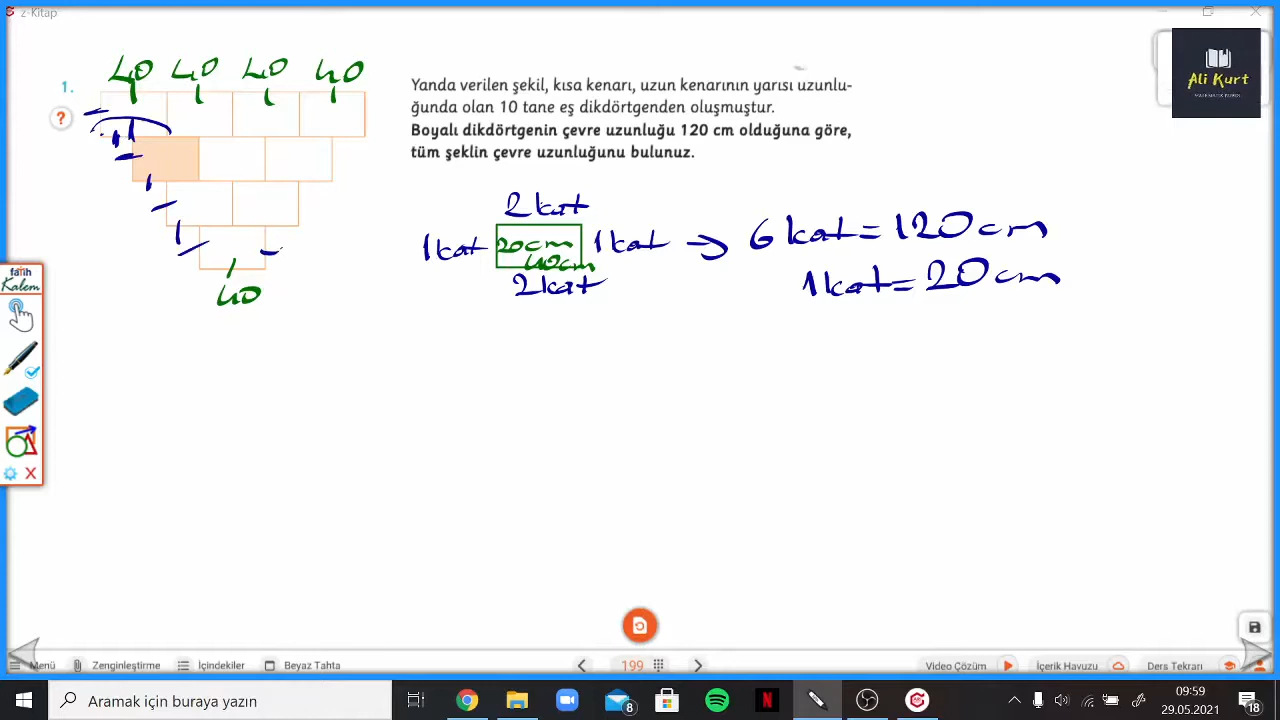 z-Kitap
Ali Kurt
40 40 40 40
1.
?
Yanda verilen şekil, kısa kenarı, uzun kenarının yarısı uzunlu-
ğunda olan 10 tane eş dikdörtgenden oluşmuştur.
Boyalı dikdörtgenin çevre uzunluğu 120 cm olduğuna göre,
tüm şeklin çevre uzunluğunu bulunuz.
2kat
1kat 20cm 1kat → 6kat=120cm
40cm
2kat 1kat=20cm
40
fatih
Kalem
Menü Zenginleştirme İçindekiler Beyaz Tahta 199 Video Çözüm İçerik Havuzu Ders Tekrarı
Aramak için buraya yazın
8
09:59
29.05.2021
18